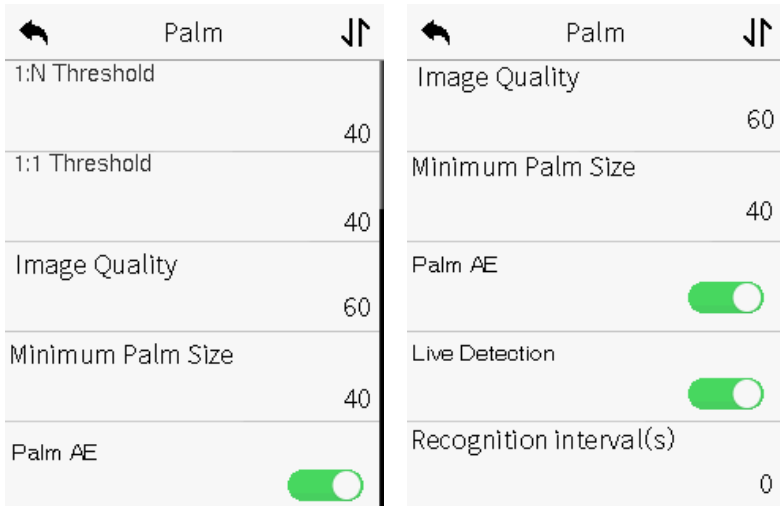 Palm
1:N Threshold
40
1:1 Threshold
40
Image Quality
60
Minimum Palm Size
40
Palm AE
Palm
Image Quality
60
Minimum Palm Size
40
Palm AE
Live Detection
Recognition interval(s)
0